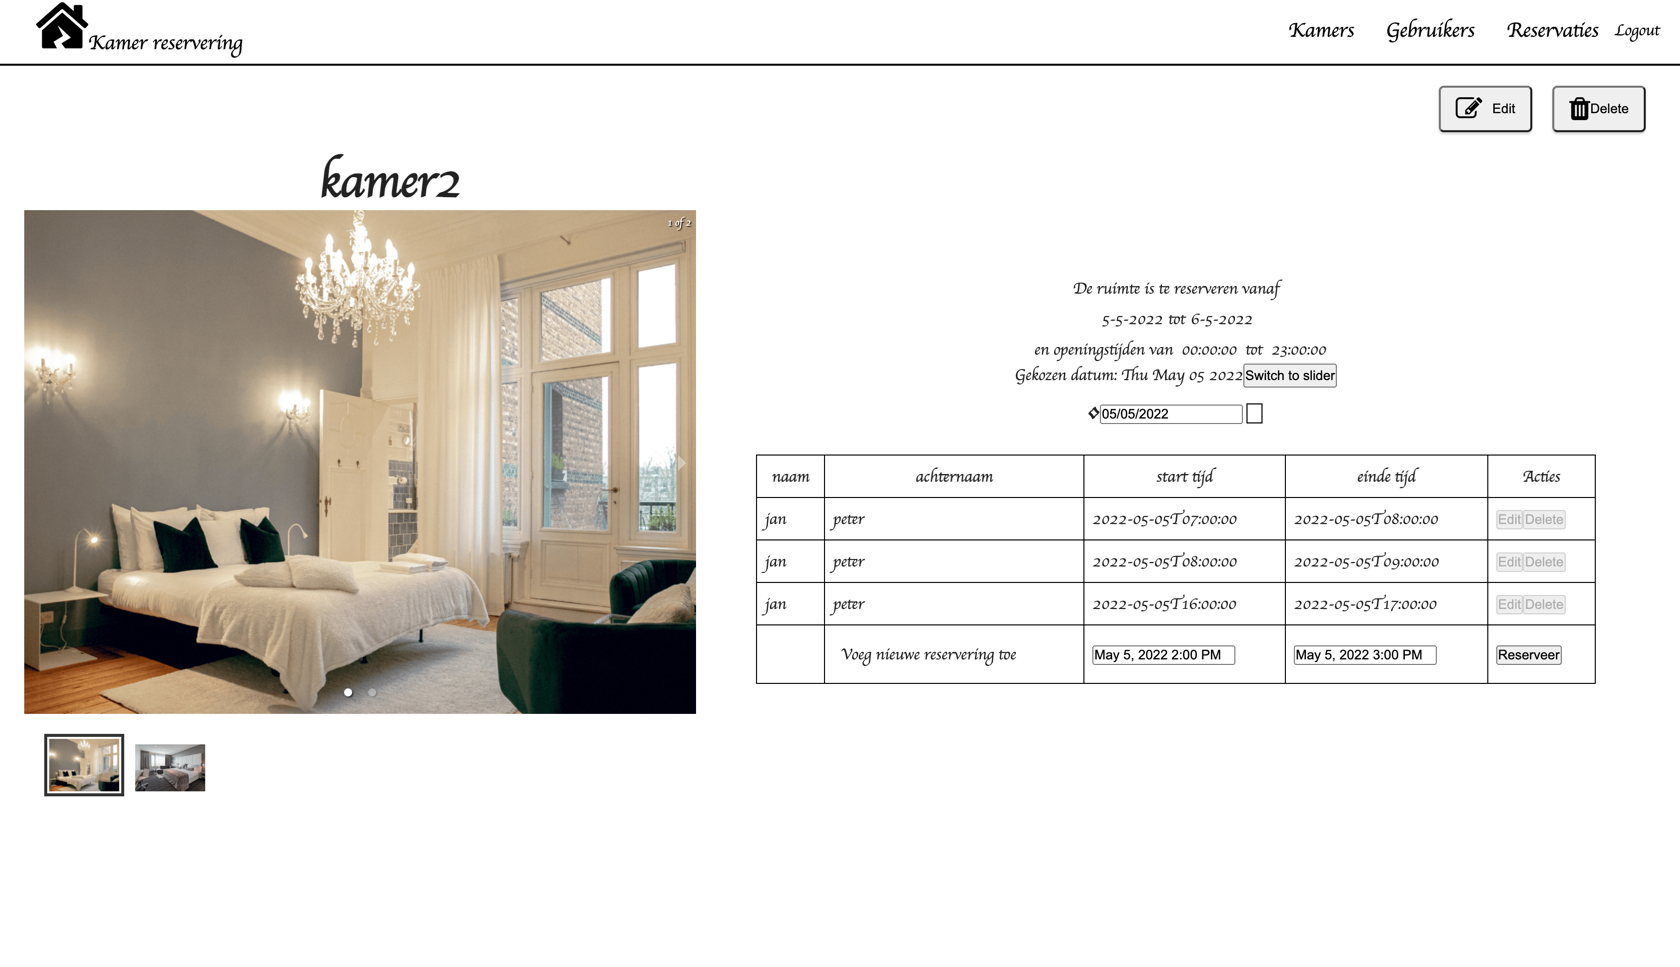 Kamer reservering
Kamers Gebruikers Reservaties Logout
Edit Delete
kamer2
1 of 2
De ruimte is te reserveren vanaf
5-5-2022 tot 6-5-2022
en openingstijden van 00:00:00 tot 23:00:00
Gekozen datum: Thu May 05 2022 Switch to slider
05/05/2022
naam achternaam start tijd einde tijd Acties
jan peter 2022-05-05T07:00:00 2022-05-05T08:00:00 Edit Delete
jan peter 2022-05-05T08:00:00 2022-05-05T09:00:00 Edit Delete
jan peter 2022-05-05T16:00:00 2022-05-05T17:00:00 Edit Delete
Voeg nieuwe reservering toe May 5, 2022 2:00 PM May 5, 2022 3:00 PM Reserveer